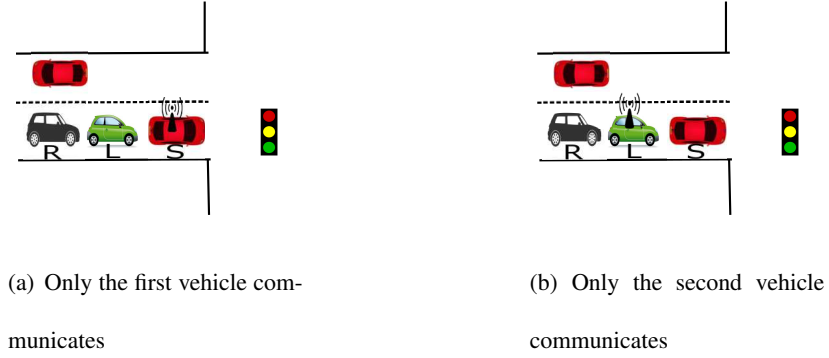 R L S
R L S
(a) Only the first vehicle com-
municates
(b) Only the second vehicle
communicates